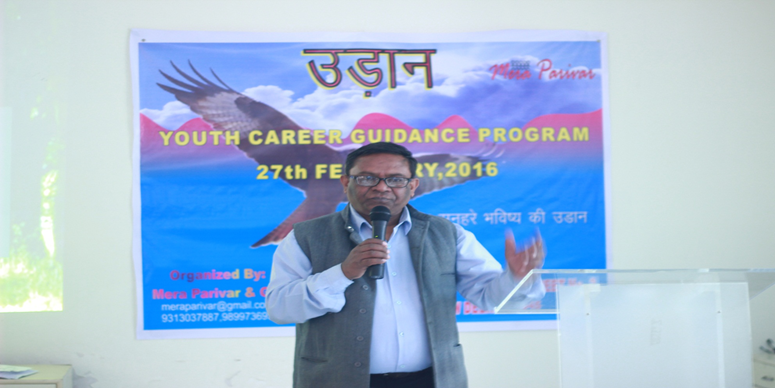 उड़ान
Mera Parivar
YOUTH CAREER GUIDANCE PROGRAM
27th FE RY,2016
भविष्य की उडान
Organized By:
Mera Parivar &
meraparivar@gmail.co
9313037887,9899736